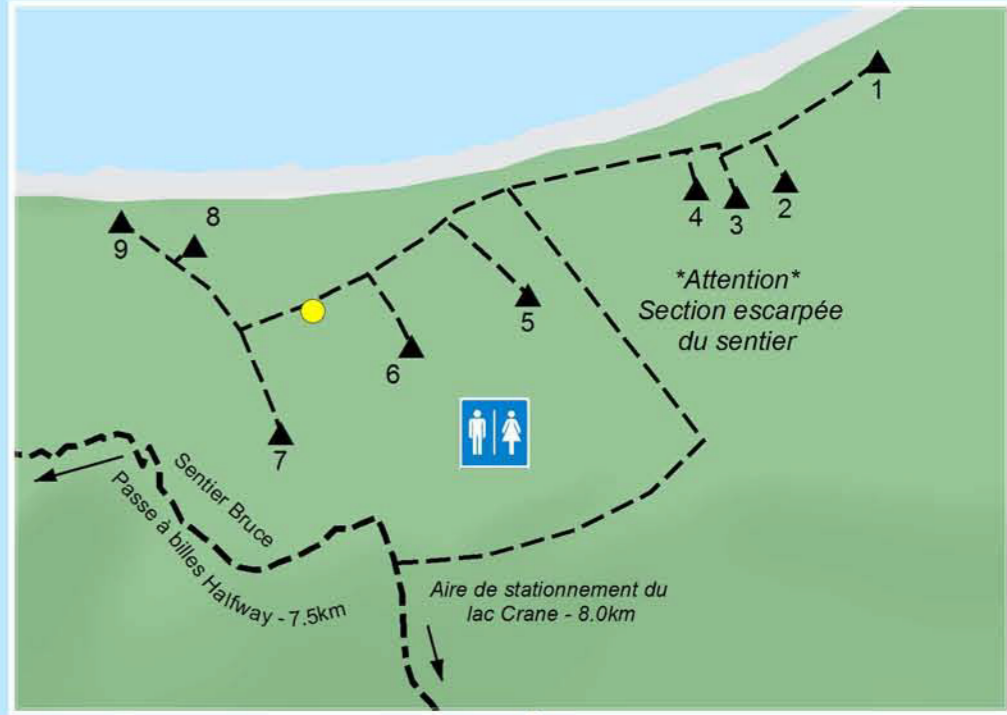 1
8
9
4
3
2
*Attention*
Section escarpée
du sentier
5
6
7
Sentier Bruce
Passe à billes Halfway - 7.5km
Aire de stationnement du
lac Crane - 8.0km